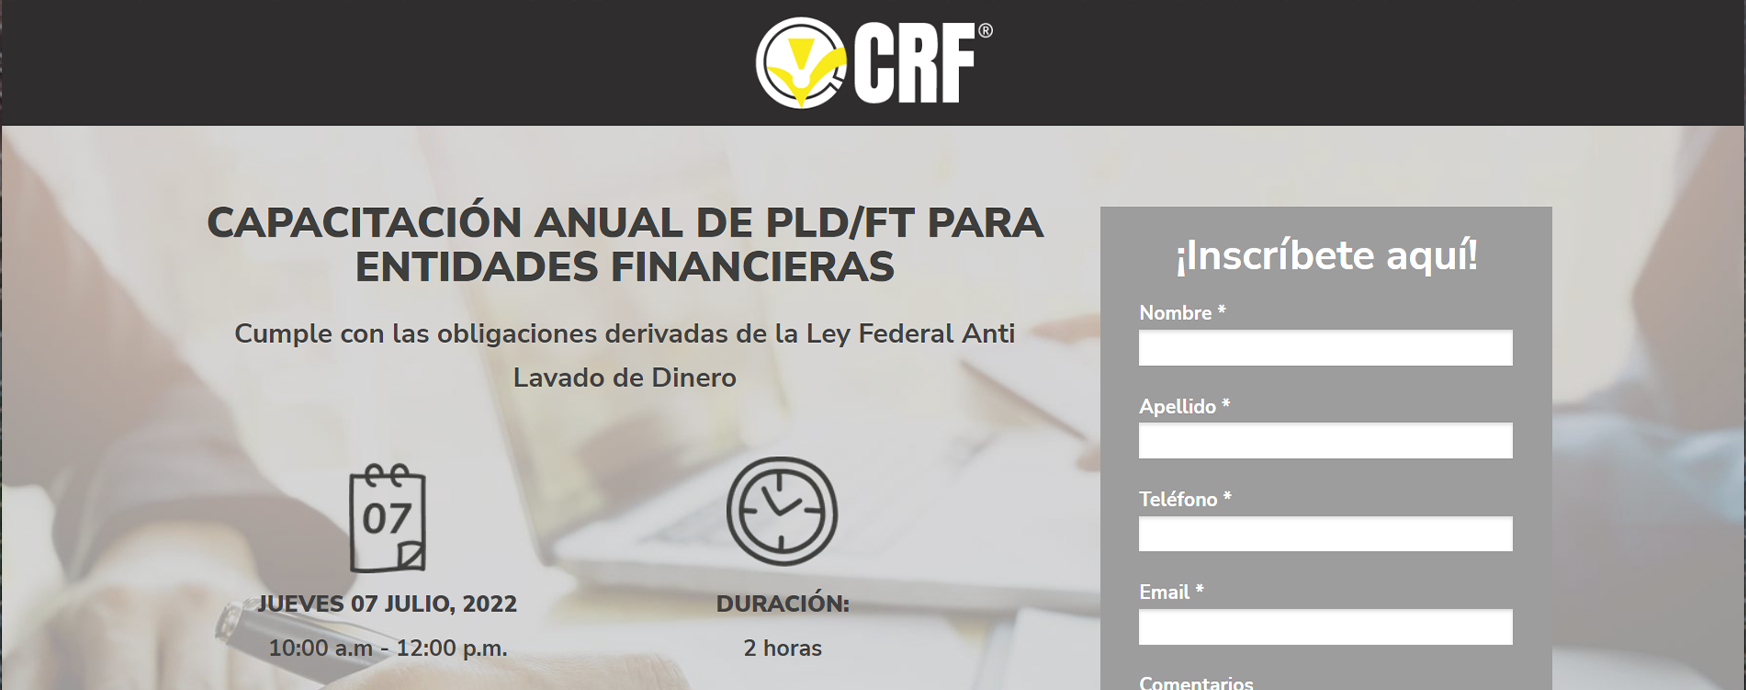 CRF®
CAPACITACIÓN ANUAL DE PLD/FT PARA
ENTIDADES FINANCIERAS
Cumple con las obligaciones derivadas de la Ley Federal Anti
Lavado de Dinero
07
JUEVES 07 JULIO, 2022
10:00 a.m - 12:00 p.m.
DURACIÓN:
2 horas
¡Inscríbete aquí!
Nombre *
Apellido *
Teléfono *
Email *
Comentarios